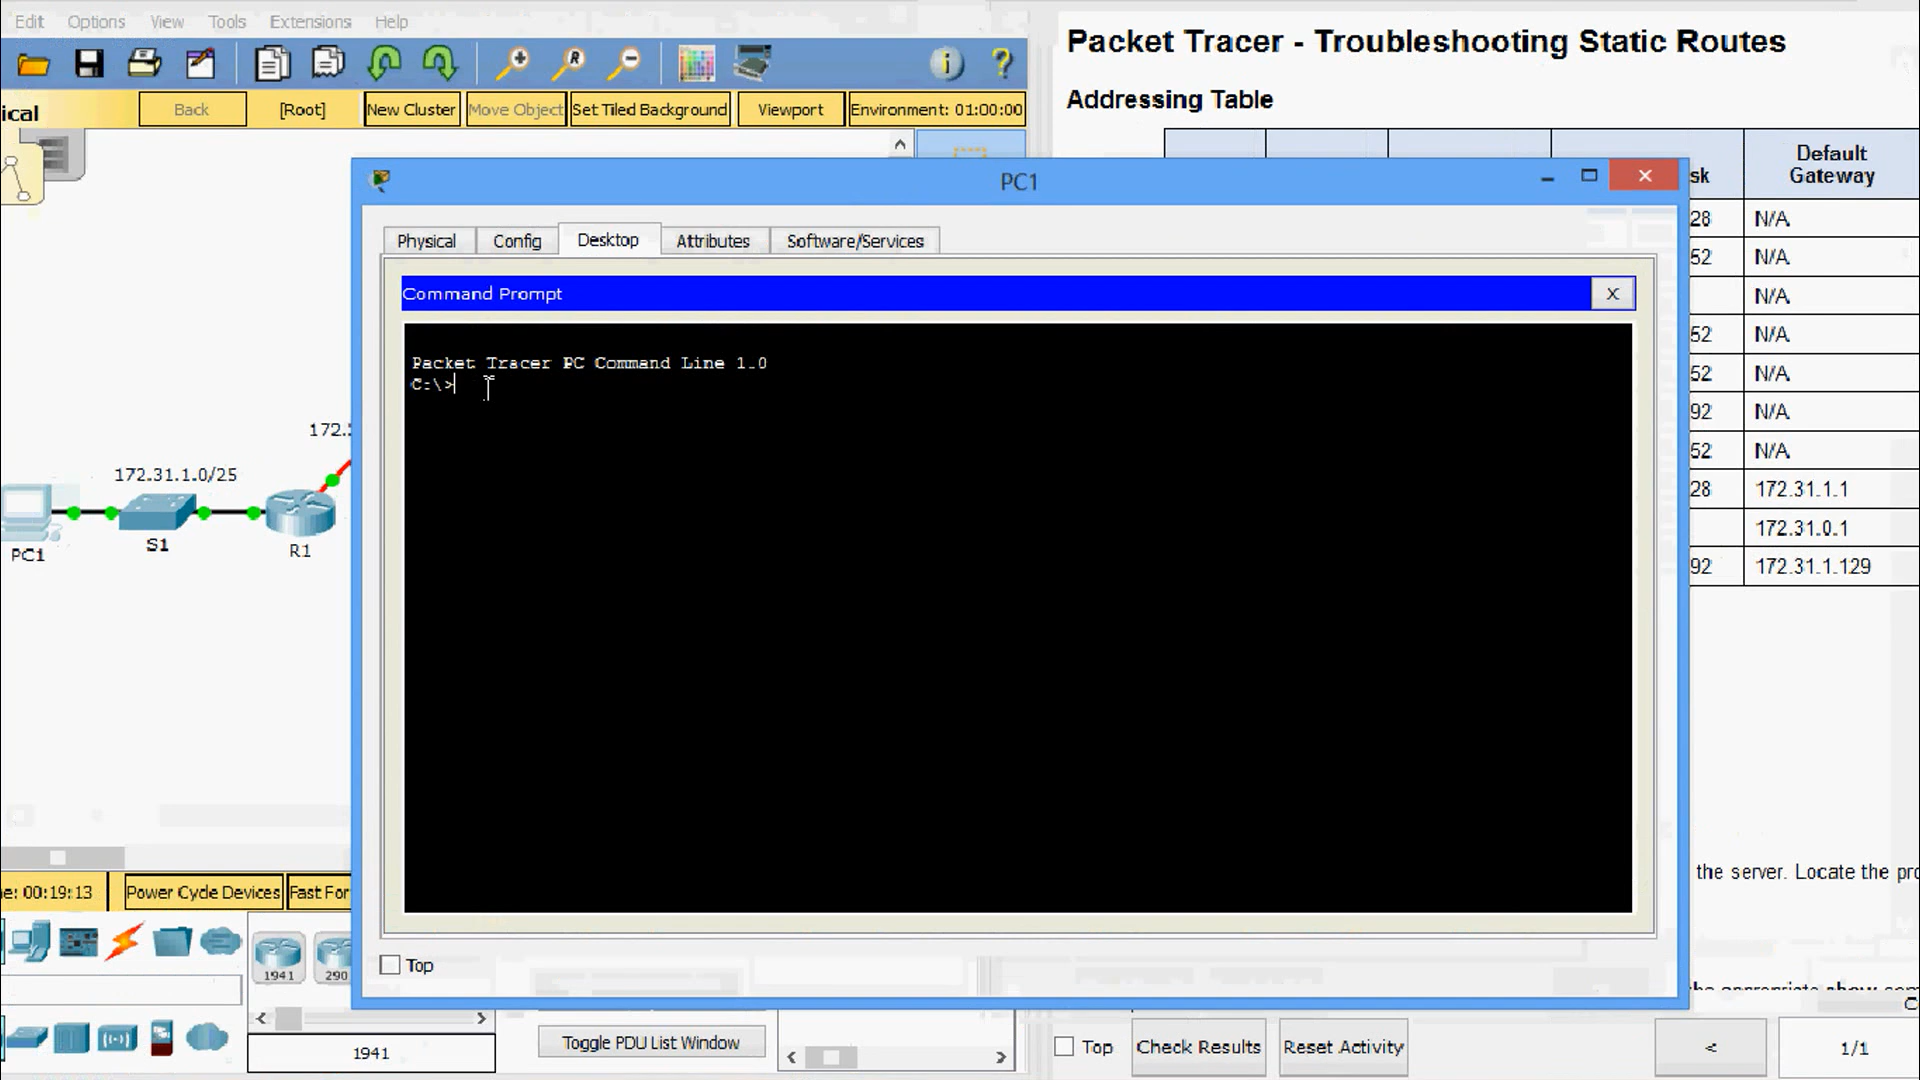 Edit Options View Tools Extensions Help
Packet Tracer - Troubleshooting Static Routes
Addressing Table
ical Back [Root] New Cluster Move Object Set Tiled Background Viewport Environment: 01:00:00
sk Default Gateway
PC1
Physical Config Desktop Attributes Software/Services
Command Prompt X
Packet Tracer PC Command Line 1.0
C:\>
28 N/A
52 N/A
N/A
52 N/A
52 N/A
92 N/A
52 N/A
28 172.31.1.1
172.31.0.1
92 172.31.1.129
172.
172.31.1.0/25
PC1 S1 R1
the server. Locate the pro
e: 00:19:13 Power Cycle Devices Fast For
1941 290
Top
1941
Toggle PDU List Window
Top Check Results Reset Activity < 1/1